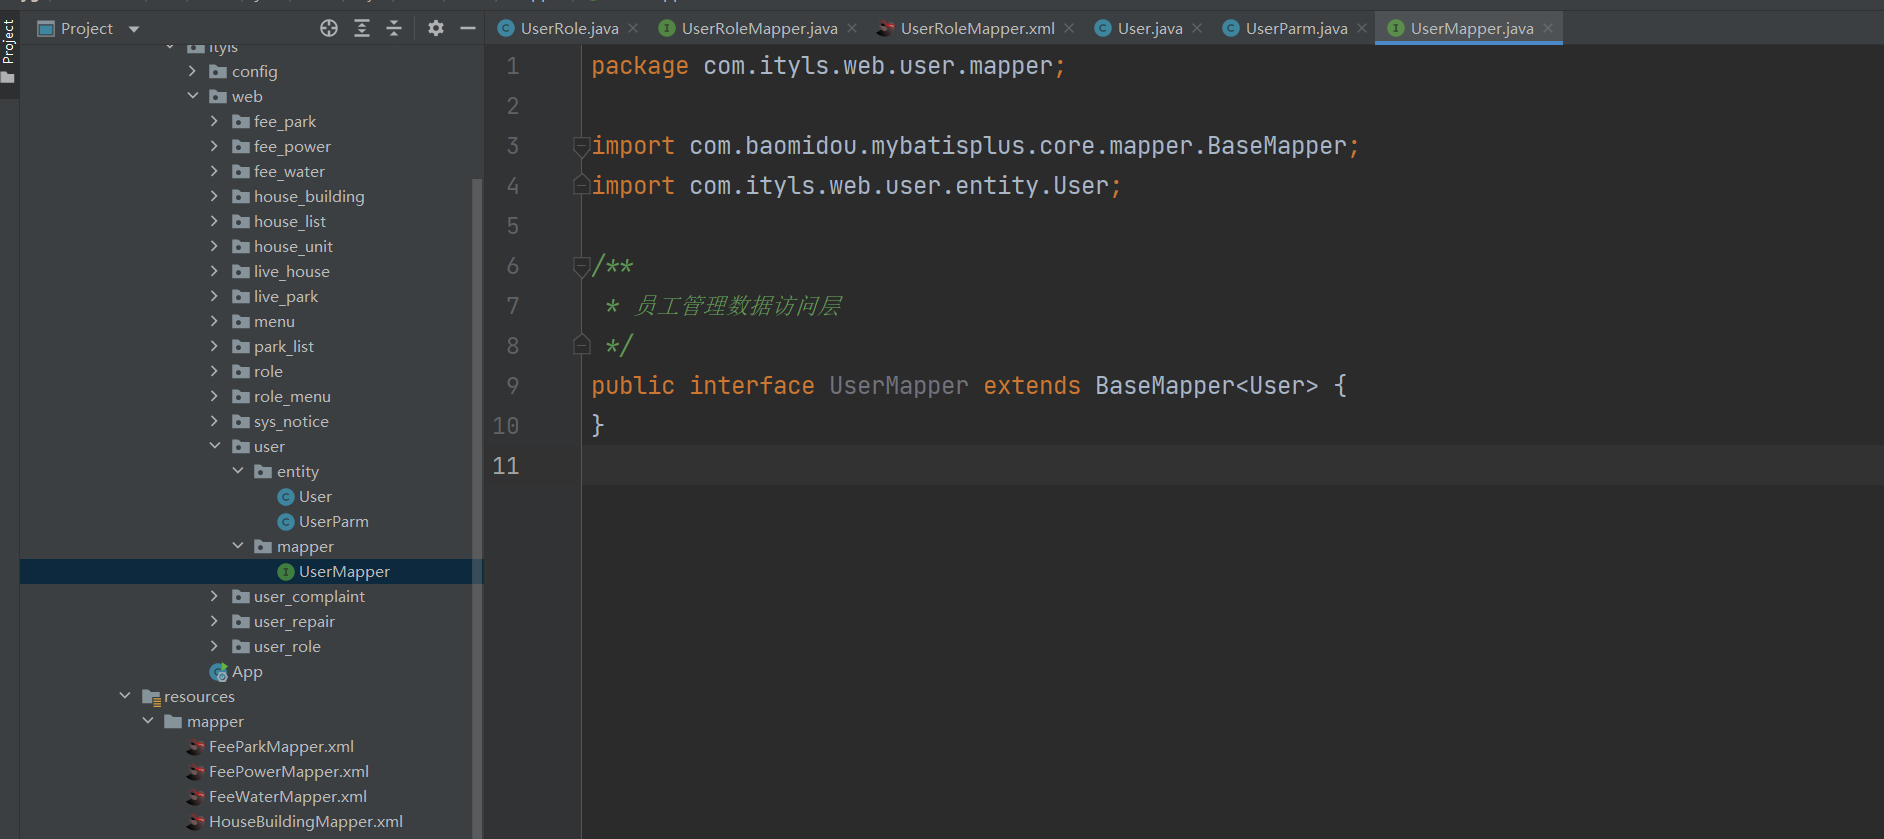 Project
Project
UserRole.java
UserRoleMapper.java
UserRoleMapper.xml
User.java
UserParm.java
UserMapper.java
ityls
config
web
fee_park
fee_power
fee_water
house_building
house_list
house_unit
live_house
live_park
menu
park_list
role
role_menu
sys_notice
user
entity
User
UserParm
mapper
UserMapper
user_complaint
user_repair
user_role
App
resources
mapper
FeeParkMapper.xml
FeePowerMapper.xml
FeeWaterMapper.xml
HouseBuildingMapper.xml
1 package com.ityls.web.user.mapper;
2
3 import com.baomidou.mybatisplus.core.mapper.BaseMapper;
4 import com.ityls.web.user.entity.User;
5
6 /**
7 * 员工管理数据访问层
8 */
9 public interface UserMapper extends BaseMapper<User> {
10 }
11